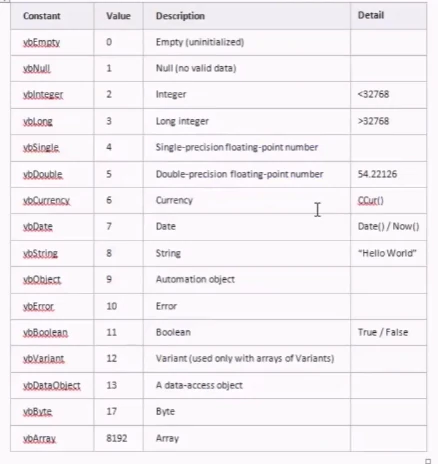 Constant Value Description Detail
vbEmpty 0 Empty (uninitialized)
vbNull 1 Null (no valid data)
vbInteger 2 Integer <32768
vbLong 3 Long integer >32768
vbSingle 4 Single-precision floating-point number
vbDouble 5 Double-precision floating-point number 54.22126
vbCurrency 6 Currency CCur()
vbDate 7 Date Date() / Now()
vbString 8 String "Hello World"
vbObject 9 Automation object
vbError 10 Error
vbBoolean 11 Boolean True / False
vbVariant 12 Variant (used only with arrays of Variants)
vbDataObject 13 A data-access object
vbByte 17 Byte
vbArray 8192 Array